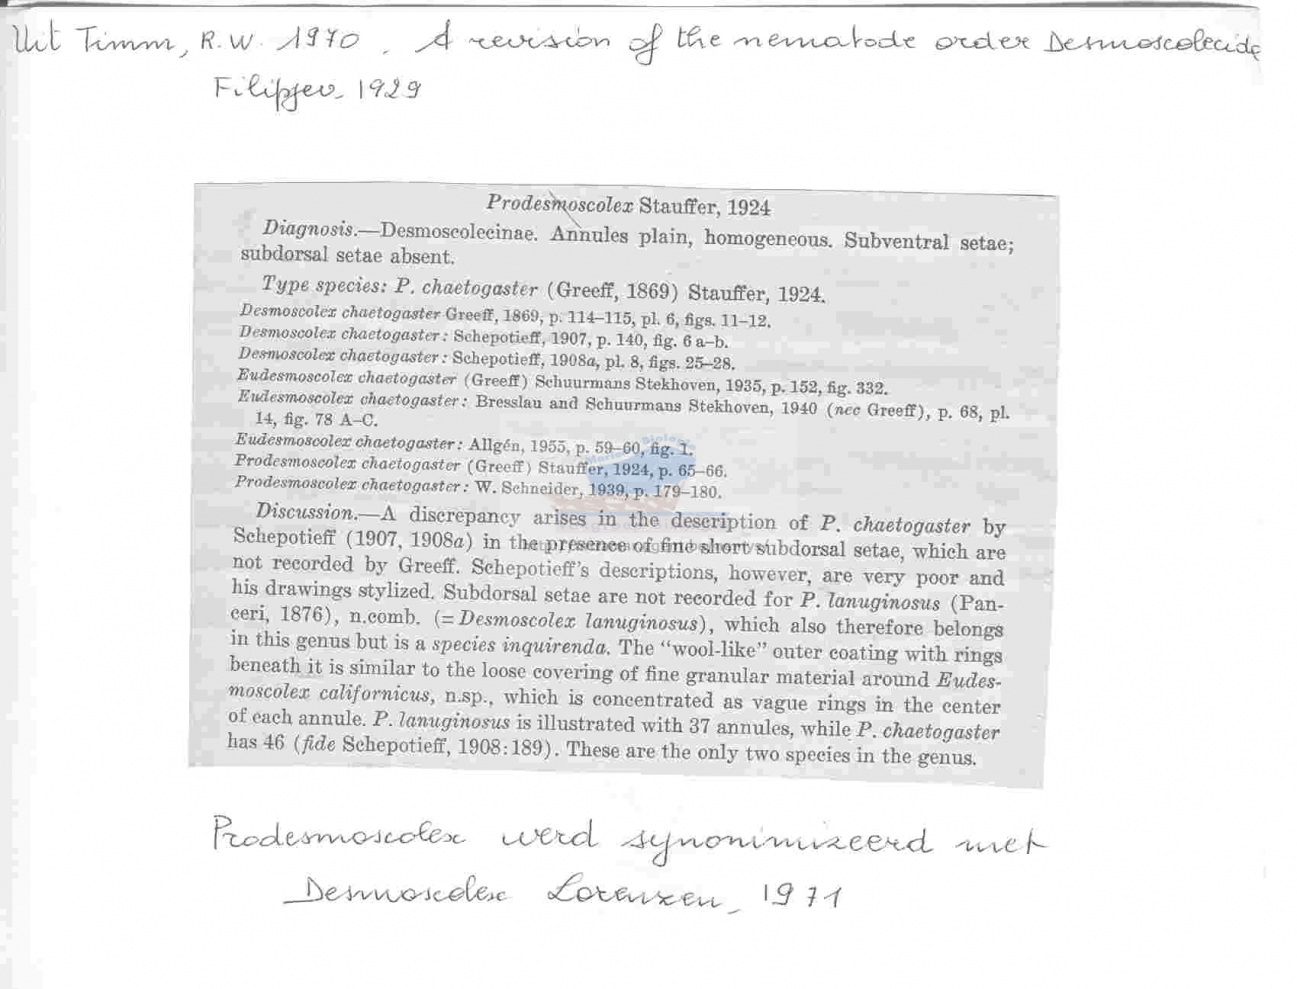 Uit Timm, R.W. 1970. A revision of the nematode order Desmoscolecida
Filipjev, 1929
Prodesmoscolex Stauffer, 1924
Diagnosis.—Desmoscolecinae. Annules plain, homogeneous. Subventral setae;
subdorsal setae absent.
Type species: P. chaetogaster (Greeff, 1869) Stauffer, 1924.
Desmoscolex chaetogaster Greeff, 1869, p. 114–115, pl. 6, figs. 11–12.
Desmoscolex chaetogaster: Schepotieff, 1907, p. 140, fig. 6 a–b.
Desmoscolex chaetogaster: Schepotieff, 1908a, pl. 8, figs. 25–28.
Eudesmoscolex chaetogaster (Greeff) Schuurmans Stekhoven, 1935, p. 152, fig. 332.
Eudesmoscolex chaetogaster: Bresslau and Schuurmans Stekhoven, 1940 (nec Greeff), p. 68, pl.
14, fig. 78 A–C.
Eudesmoscolex chaetogaster: Allgén, 1955, p. 59–60, fig. 1.
Prodesmoscolex chaetogaster (Greeff) Stauffer, 1924, p. 65–66.
Prodesmoscolex chaetogaster: W. Schneider, 1939, p. 179–180.
Discussion.—A discrepancy arises in the description of P. chaetogaster by
Schepotieff (1907, 1908a) in the presence of fine short subdorsal setae, which are
not recorded by Greeff. Schepotieff's descriptions, however, are very poor and
his drawings stylized. Subdorsal setae are not recorded for P. lanuginosus (Pan-
ceri, 1876), n.comb. (= Desmoscolex lanuginosus), which also therefore belongs
in this genus but is a species inquirenda. The “wool-like” outer coating with rings
beneath it is similar to the loose covering of fine granular material around Eudes-
moscolex californicus, n.sp., which is concentrated as vague rings in the center
of each annule. P. lanuginosus is illustrated with 37 annules, while P. chaetogaster
has 46 (fide Schepotieff, 1908:189). These are the only two species in the genus.
Prodesmoscolex werd synonimizeerd met
Desmoscolex Lorenzen, 1971